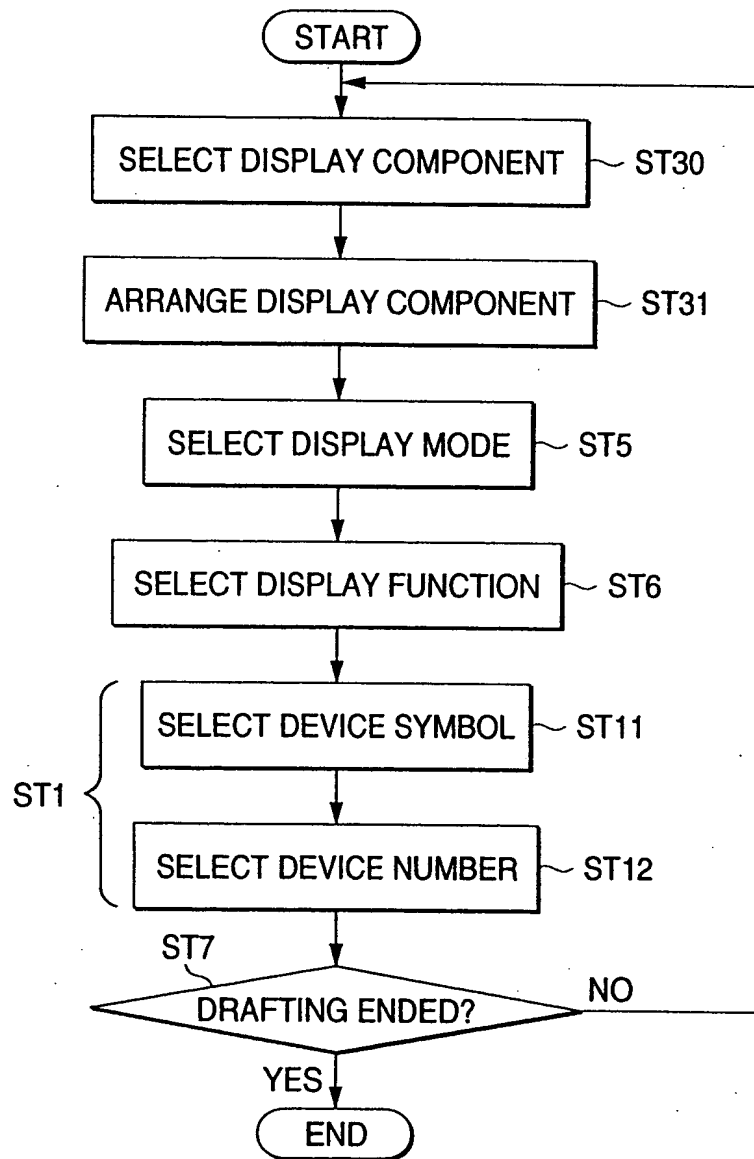 START
SELECT DISPLAY COMPONENT
ST30
ARRANGE DISPLAY COMPONENT
ST31
SELECT DISPLAY MODE
ST5
SELECT DISPLAY FUNCTION
ST6
SELECT DEVICE SYMBOL
ST11
ST1
SELECT DEVICE NUMBER
ST12
ST7
DRAFTING ENDED?
NO
YES
END